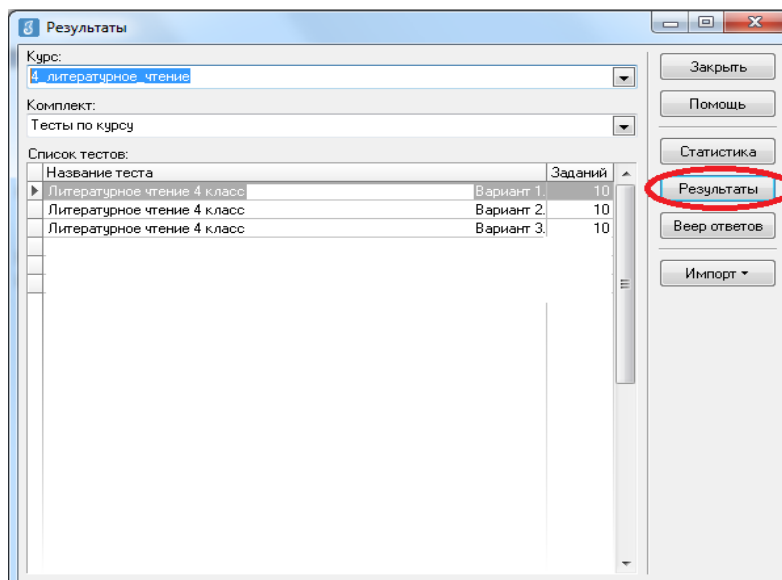 Результаты
Курс:
4_литературное_чтение
Комплект:
Тесты по курсу
Список тестов:
Название теста Заданий
Литературное чтение 4 класс Вариант 1. 10
Литературное чтение 4 класс Вариант 2. 10
Литературное чтение 4 класс Вариант 3. 10
Закрыть
Помощь
Статистика
Результаты
Веер ответов
Импорт